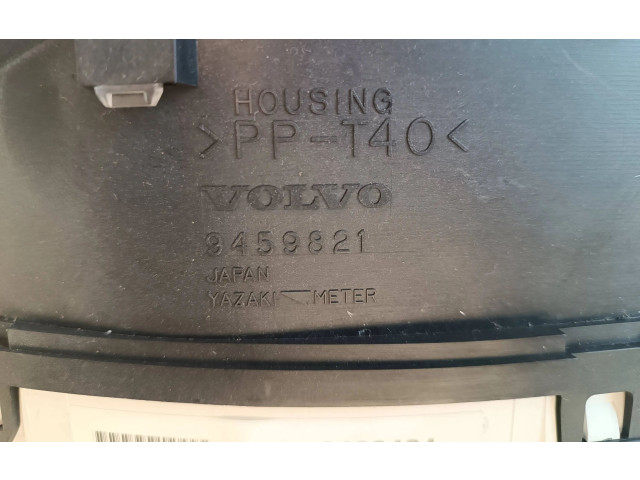 HOUSING
>PP-T40<
VOLVO
9459821
JAPAN
YAZAKI METER